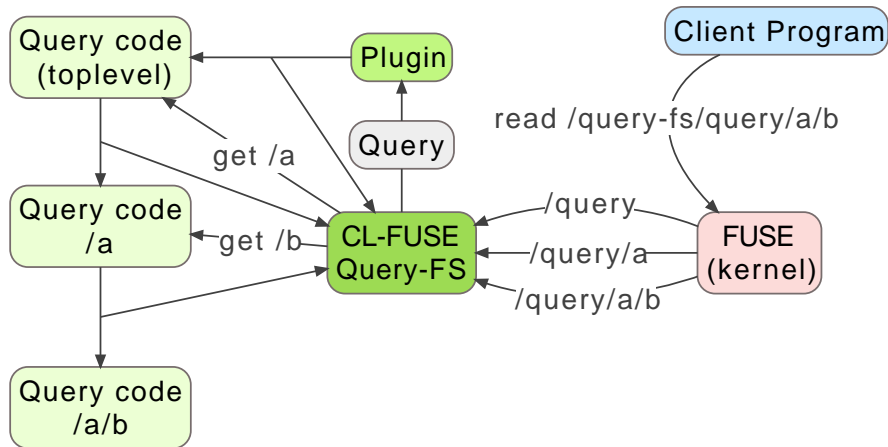 Query code
(toplevel)
Plugin
Client Program
read /query-fs/query/a/b
Query
get /a
Query code
/a
get /b
CL-FUSE
Query-FS
/query
/query/a
/query/a/b
FUSE
(kernel)
Query code
/a/b